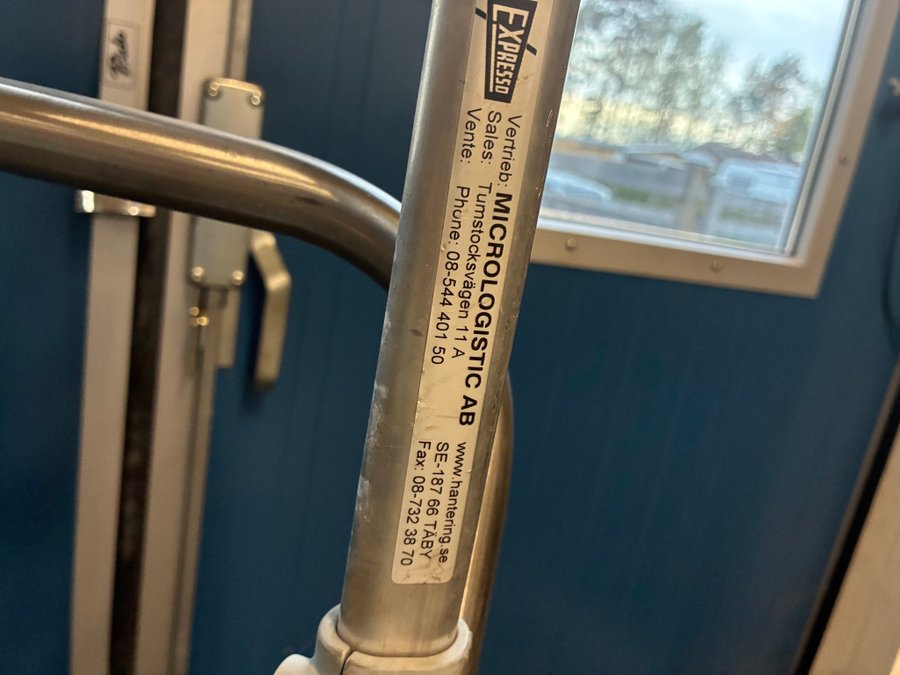 EXPRESSO
Vertrieb: MICROLOGISTIC AB www.hantering.se
Sales: Tumstocksvägen 11 A SE-187 66 TÄBY
Vente: Phone: 08-544 401 50 Fax: 08-732 38 70